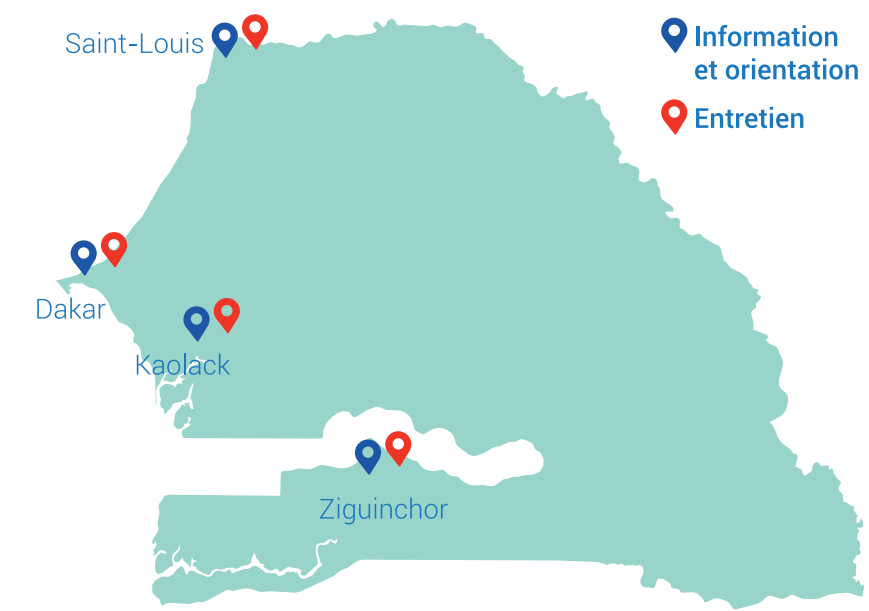 Saint-Louis
Information
et orientation
Entretien
Dakar
Kaolack
Ziguinchor